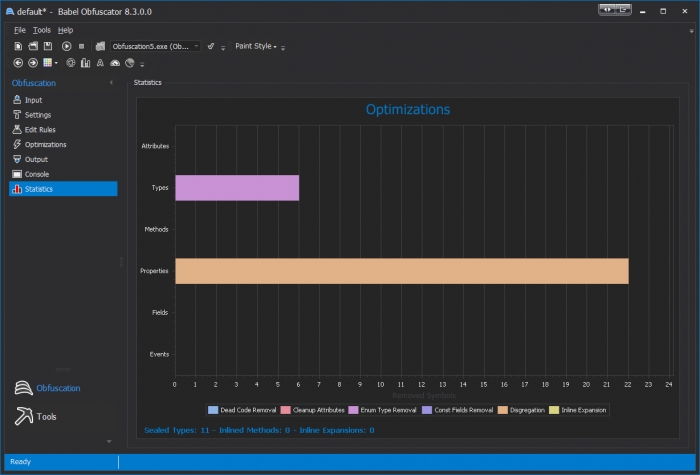 default* - Babel Obfuscator 8.3.0.0
File Tools Help
Obfuscation5.exe (Ob... Paint Style
Obfuscation
Input
Settings
Edit Rules
Optimizations
Output
Console
Statistics
Obfuscation
Tools
Statistics
Optimizations
Attributes
Types
Methods
Properties
Fields
Events
0 1 2 3 4 5 6 7 8 9 10 11 12 13 14 15 16 17 18 19 20 21 22 23 24
Removed Symbols
Dead Code Removal Cleanup Attributes Enum Type Removal Const Fields Removal Disgregation Inline Expansion
Sealed Types: 11 - Inlined Methods: 0 - Inline Expansions: 0
Ready